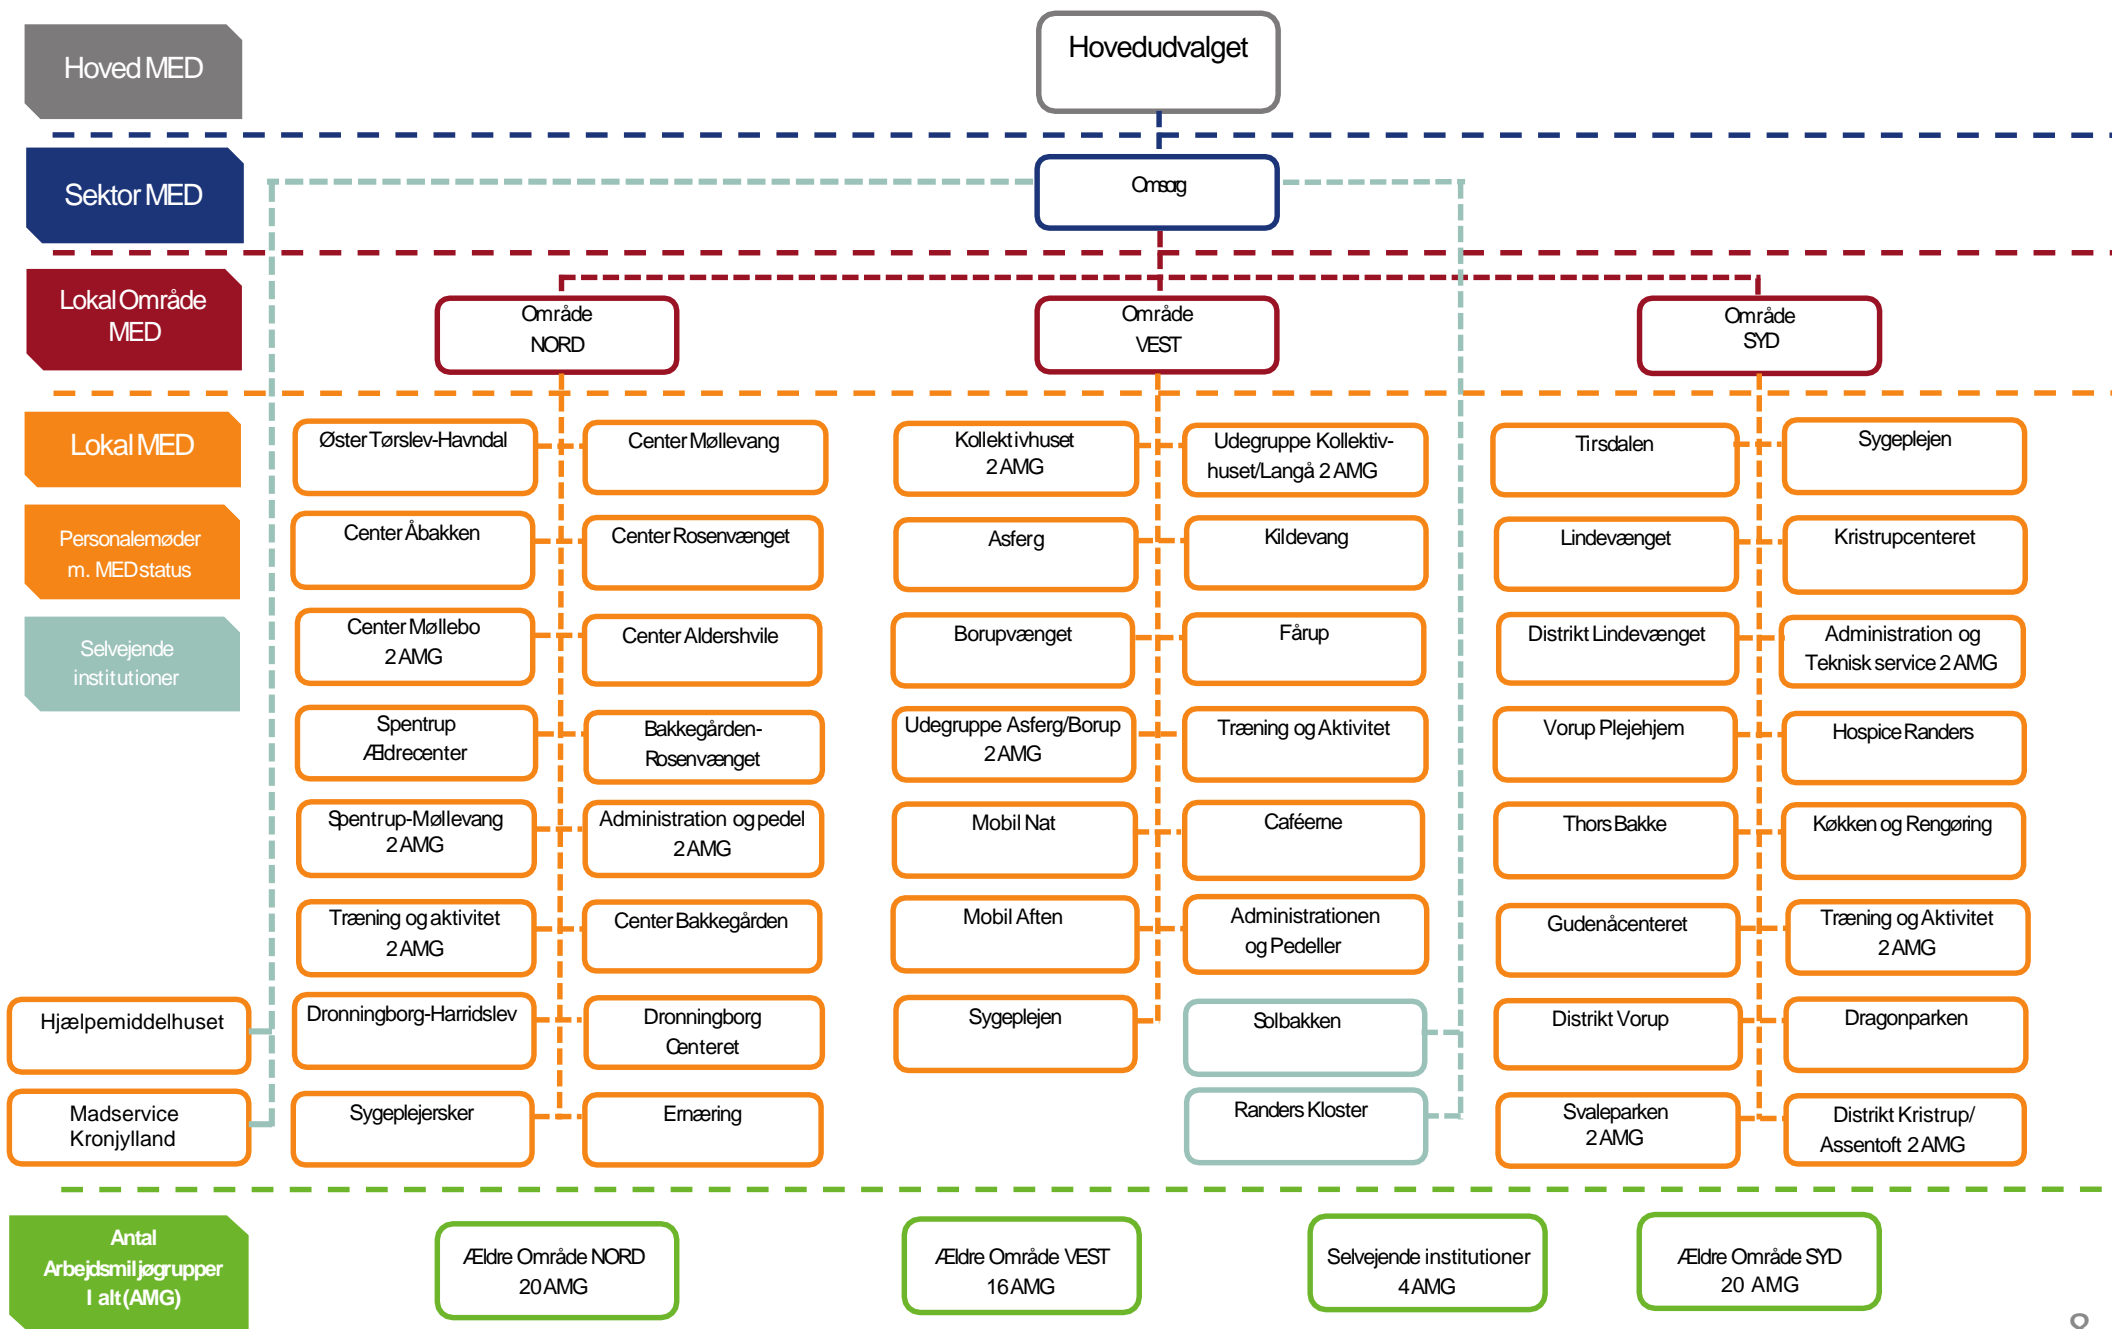 Hoved MED
Hovedudvalget
Sektor MED
Omsorg
Lokal Område
MED
Område
NORD
Område
VEST
Område
SYD
Lokal MED
Personalemøder
m. MED status
Selvejende
institutioner
Øster Tørslev-Havndal
Center Møllevang
Center Åbakken
Center Rosenvænget
Center Møllebo
2 AMG
Center Aldershvile
Spentrup
Ældrecenter
Bakkegården-
Rosenvænget
Spentrup-Møllevang
2 AMG
Administration og pedel
2 AMG
Træning og aktivitet
2 AMG
Center Bakkegården
Dronningborg-Harridslev
Dronningborg
Centeret
Sygeplejersker
Ernæring
Hjælpemiddelhuset
Madservice
Kronjylland
Kollektivhuset
2 AMG
Udegruppe Kollektiv-
huset/Langå 2 AMG
Asferg
Kildevang
Borupvænget
Fårup
Udegruppe Asferg/Borup
2 AMG
Træning og Aktivitet
Mobil Nat
Caféerne
Mobil Aften
Administrationen
og Pedeller
Sygeplejen
Solbakken
Randers Kloster
Tirsdalen
Sygeplejen
Lindevænget
Kristrupcenteret
Distrikt Lindevænget
Administration og
Teknisk service 2 AMG
Vorup Plejehjem
Hospice Randers
Thors Bakke
Køkken og Rengøring
Gudenåcenteret
Træning og Aktivitet
2 AMG
Distrikt Vorup
Dragonparken
Svaleparken
2 AMG
Distrikt Kristrup/
Assentoft 2 AMG
Antal
Arbejdsmiljøgrupper
I alt (AMG)
Ældre Område NORD
20 AMG
Ældre Område VEST
16 AMG
Selvejende institutioner
4 AMG
Ældre Område SYD
20 AMG